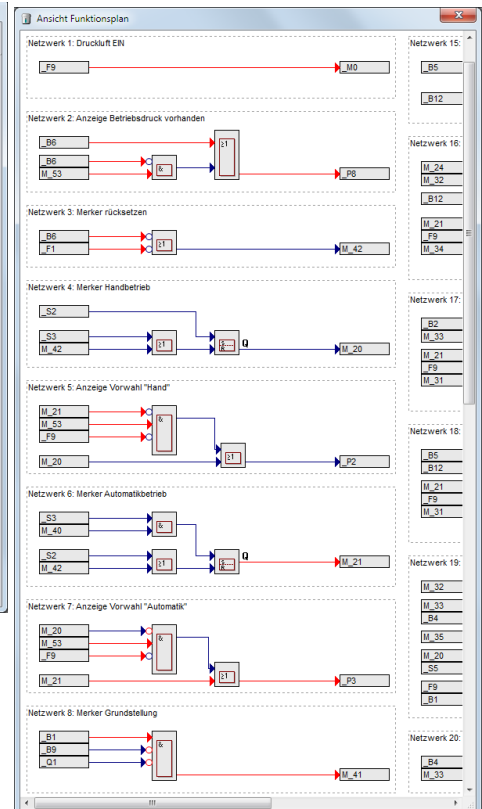 Ansicht Funktionsplan
Netzwerk 1: Druckluft EIN
_F9
_M0
Netzwerk 2: Anzeige Betriebsdruck vorhanden
_B6
≥1
_B6
M_53
&
_P8
Netzwerk 3: Merker rücksetzen
_B6
_F1
≥1
M_42
Netzwerk 4: Merker Handbetrieb
_S2
_S3
M_42
≥1
S....
R
Q
M_20
Netzwerk 5: Anzeige Vorwahl "Hand"
M_21
M_53
_F9
&
M_20
≥1
_P2
Netzwerk 6: Merker Automatikbetrieb
_S3
M_40
&
_S2
M_42
≥1
S....
R
Q
M_21
Netzwerk 7: Anzeige Vorwahl "Automatik"
M_20
M_53
_F9
&
M_21
≥1
_P3
Netzwerk 8: Merker Grundstellung
_B1
_B9
_Q1
&
M_41
Netzwerk 15:
_B5
_B12
Netzwerk 16:
M_24
M_32
_B12
M_21
_F9
M_34
Netzwerk 17:
_B2
M_33
M_21
_F9
M_31
Netzwerk 18:
_B5
_B12
M_21
_F9
M_31
Netzwerk 19:
M_32
M_33
_B4
M_35
M_20
_S5
_F9
_B1
Netzwerk 20:
_B4
M_33